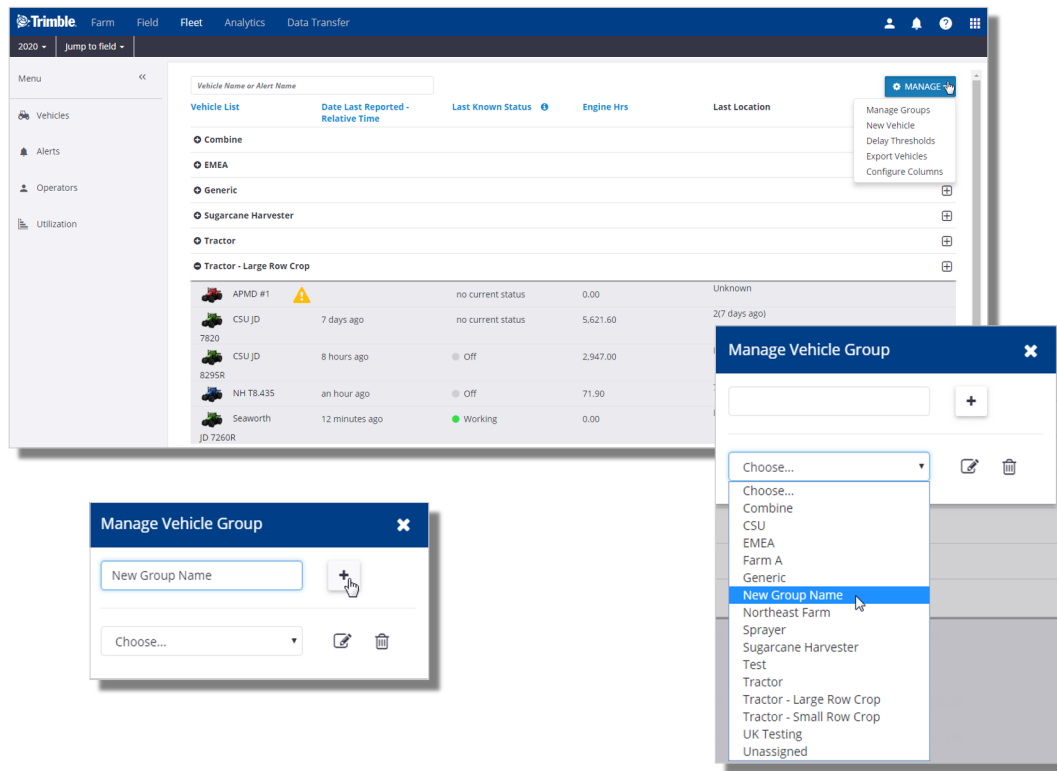 Trimble. Farm Field Fleet Analytics Data Transfer
2020 Jump to field
Menu
Vehicles
Alerts
Operators
Utilization
Vehicle Name or Alert Name
MANAGE
Manage Groups
New Vehicle
Delay Thresholds
Export Vehicles
Configure Columns
Vehicle List Date Last Reported - Last Known Status Engine Hrs Last Location
Relative Time
Combine
EMEA
Generic
Sugarcane Harvester
Tractor
Tractor - Large Row Crop
APMD #1 no current status 0.00 Unknown
CSU JD 7 days ago no current status 5,621.60 2(7 days ago)
7820
CSU JD 8 hours ago Off 2,947.00
8295R
NH T8.435 an hour ago Off 71.90
Seaworth 12 minutes ago Working 0.00
JD 7260R
Manage Vehicle Group
New Group Name
Choose...
Manage Vehicle Group
Choose...
Choose...
Combine
CSU
EMEA
Farm A
Generic
New Group Name
Northeast Farm
Sprayer
Sugarcane Harvester
Test
Tractor
Tractor - Large Row Crop
Tractor - Small Row Crop
UK Testing
Unassigned